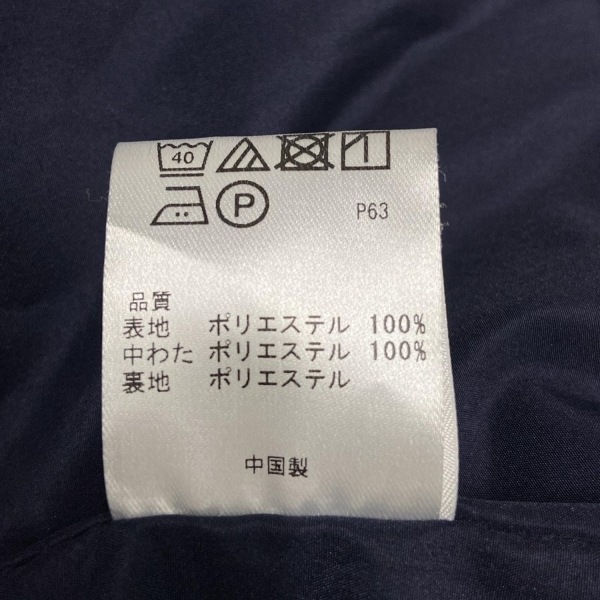 40
P P63
品質
表地 ポリエステル 100%
中わた ポリエステル 100%
裏地 ポリエステル
中国製